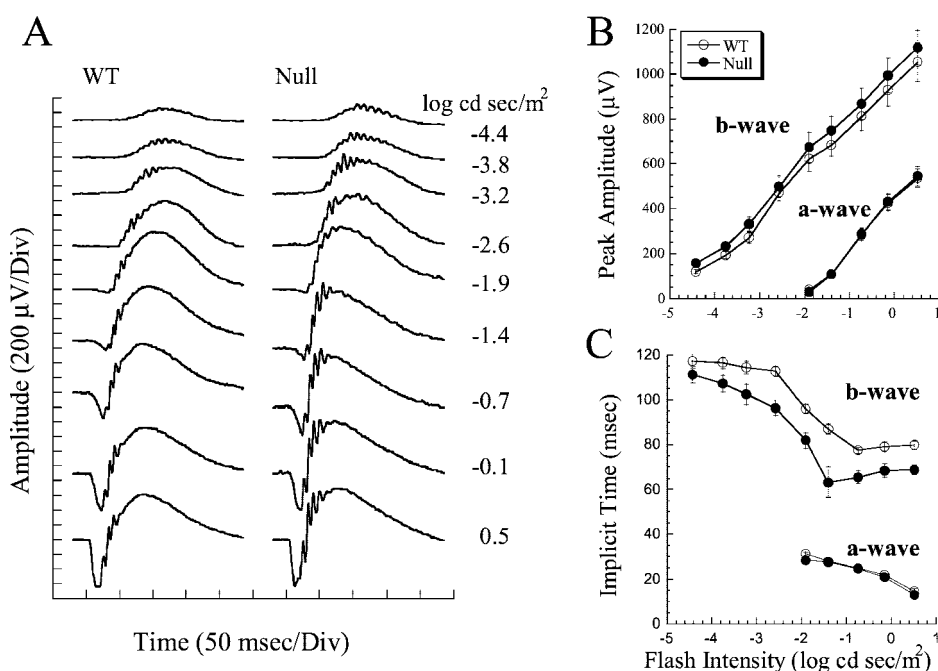 A
WT
Null
log cd sec/m²
-4.4
-3.8
-3.2
-2.6
-1.9
-1.4
-0.7
-0.1
0.5
Amplitude (200 µV/Div)
Time (50 msec/Div)
B
WT
Null
b-wave
a-wave
Peak Amplitude (µV)
1200
1000
800
600
400
200
0
-5 -4 -3 -2 -1 0 1
C
b-wave
a-wave
Implicit Time (msec)
120
100
80
60
40
20
0
-5 -4 -3 -2 -1 0 1
Flash Intensity (log cd sec/m²)